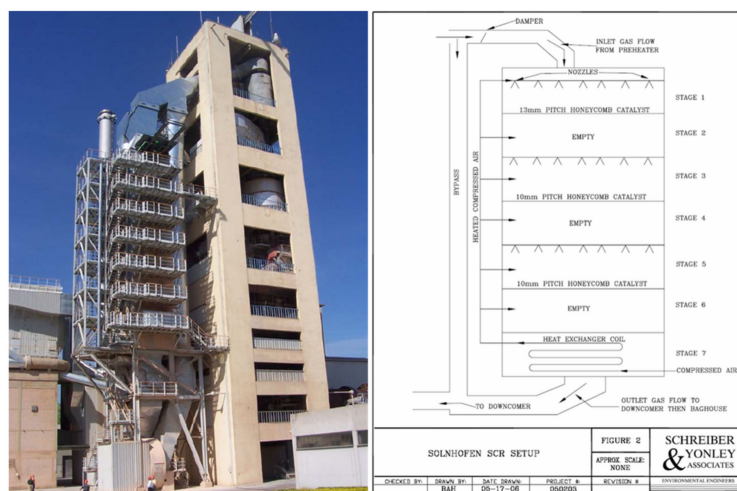 DAMPER
INLET GAS FLOW
FROM PREHEATER
NOZZLES
STAGE 1
13mm PITCH HONEYCOMB CATALYST
STAGE 2
EMPTY
BYPASS
HEATED COMPRESSED AIR
STAGE 3
10mm PITCH HONEYCOMB CATALYST
STAGE 4
EMPTY
STAGE 5
10mm PITCH HONEYCOMB CATALYST
STAGE 6
EMPTY
HEAT EXCHANGER COIL
STAGE 7
COMPRESSED AIR
TO DOWNCOMER
OUTLET GAS FLOW TO
DOWNCOMER THEN BAGHOUSE
SOLNHOFEN SCR SETUP
FIGURE 2
APPROX. SCALE:
NONE
SCHREIBER
& YONLEY
ASSOCIATES
ENVIRONMENTAL ENGINEERS
CHECKED BY: DRAWN BY: DATE DRAWN: PROJECT #: REVISION #
BAH 05-17-06 050203